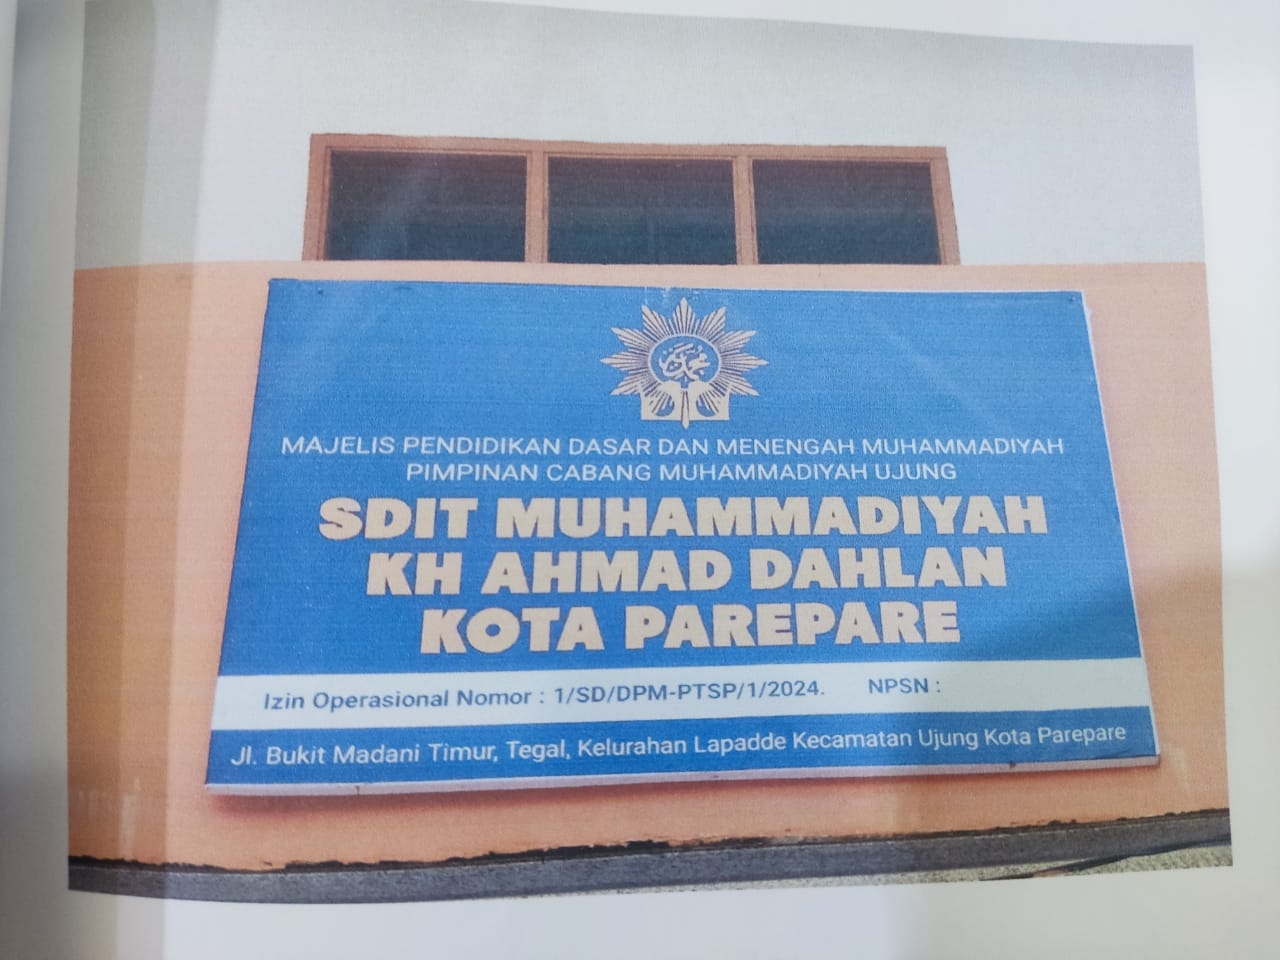 MAJELIS PENDIDIKAN DASAR DAN MENENGAH MUHAMMADIYAH
PIMPINAN CABANG MUHAMMADIYAH UJUNG
SDIT MUHAMMADIYAH
KH AHMAD DAHLAN
KOTA PAREPARE
Izin Operasional Nomor : 1/SD/DPM-PTSP/1/2024. NPSN :
Jl. Bukit Madani Timur, Tegal, Kelurahan Lapadde Kecamatan Ujung Kota Parepare